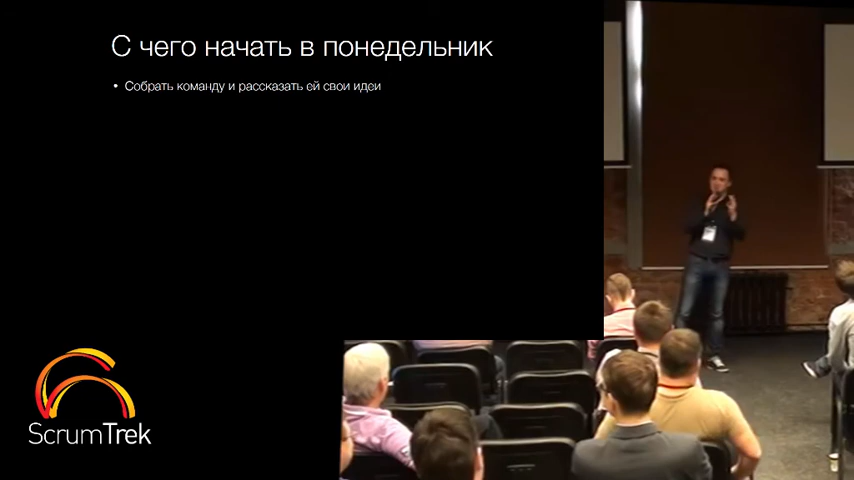 С чего начать в понедельник
• Собрать команду и рассказать ей свои идеи
ScrumTrek